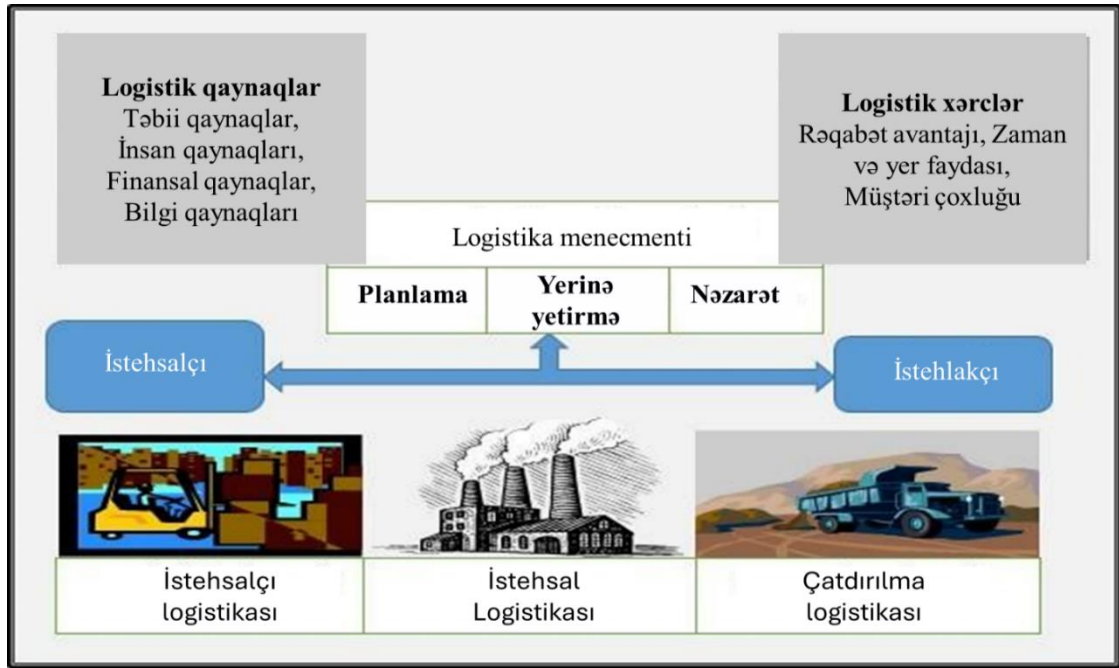 Logistik qaynaqlar
Təbii qaynaqlar,
İnsan qaynaqları,
Finansal qaynaqlar,
Bilgi qaynaqları
Logistik xərclər
Rəqabət avantajı, Zaman
və yer faydası,
Müştəri çoxluğu
Logistika menecmenti
Planlama
Yerinə
yetirmə
Nəzarət
İstehsalçı
İstehlakçı
İstehsalçı
logistikası
İstehsal
Logistikası
Çatdırılma
logistikası